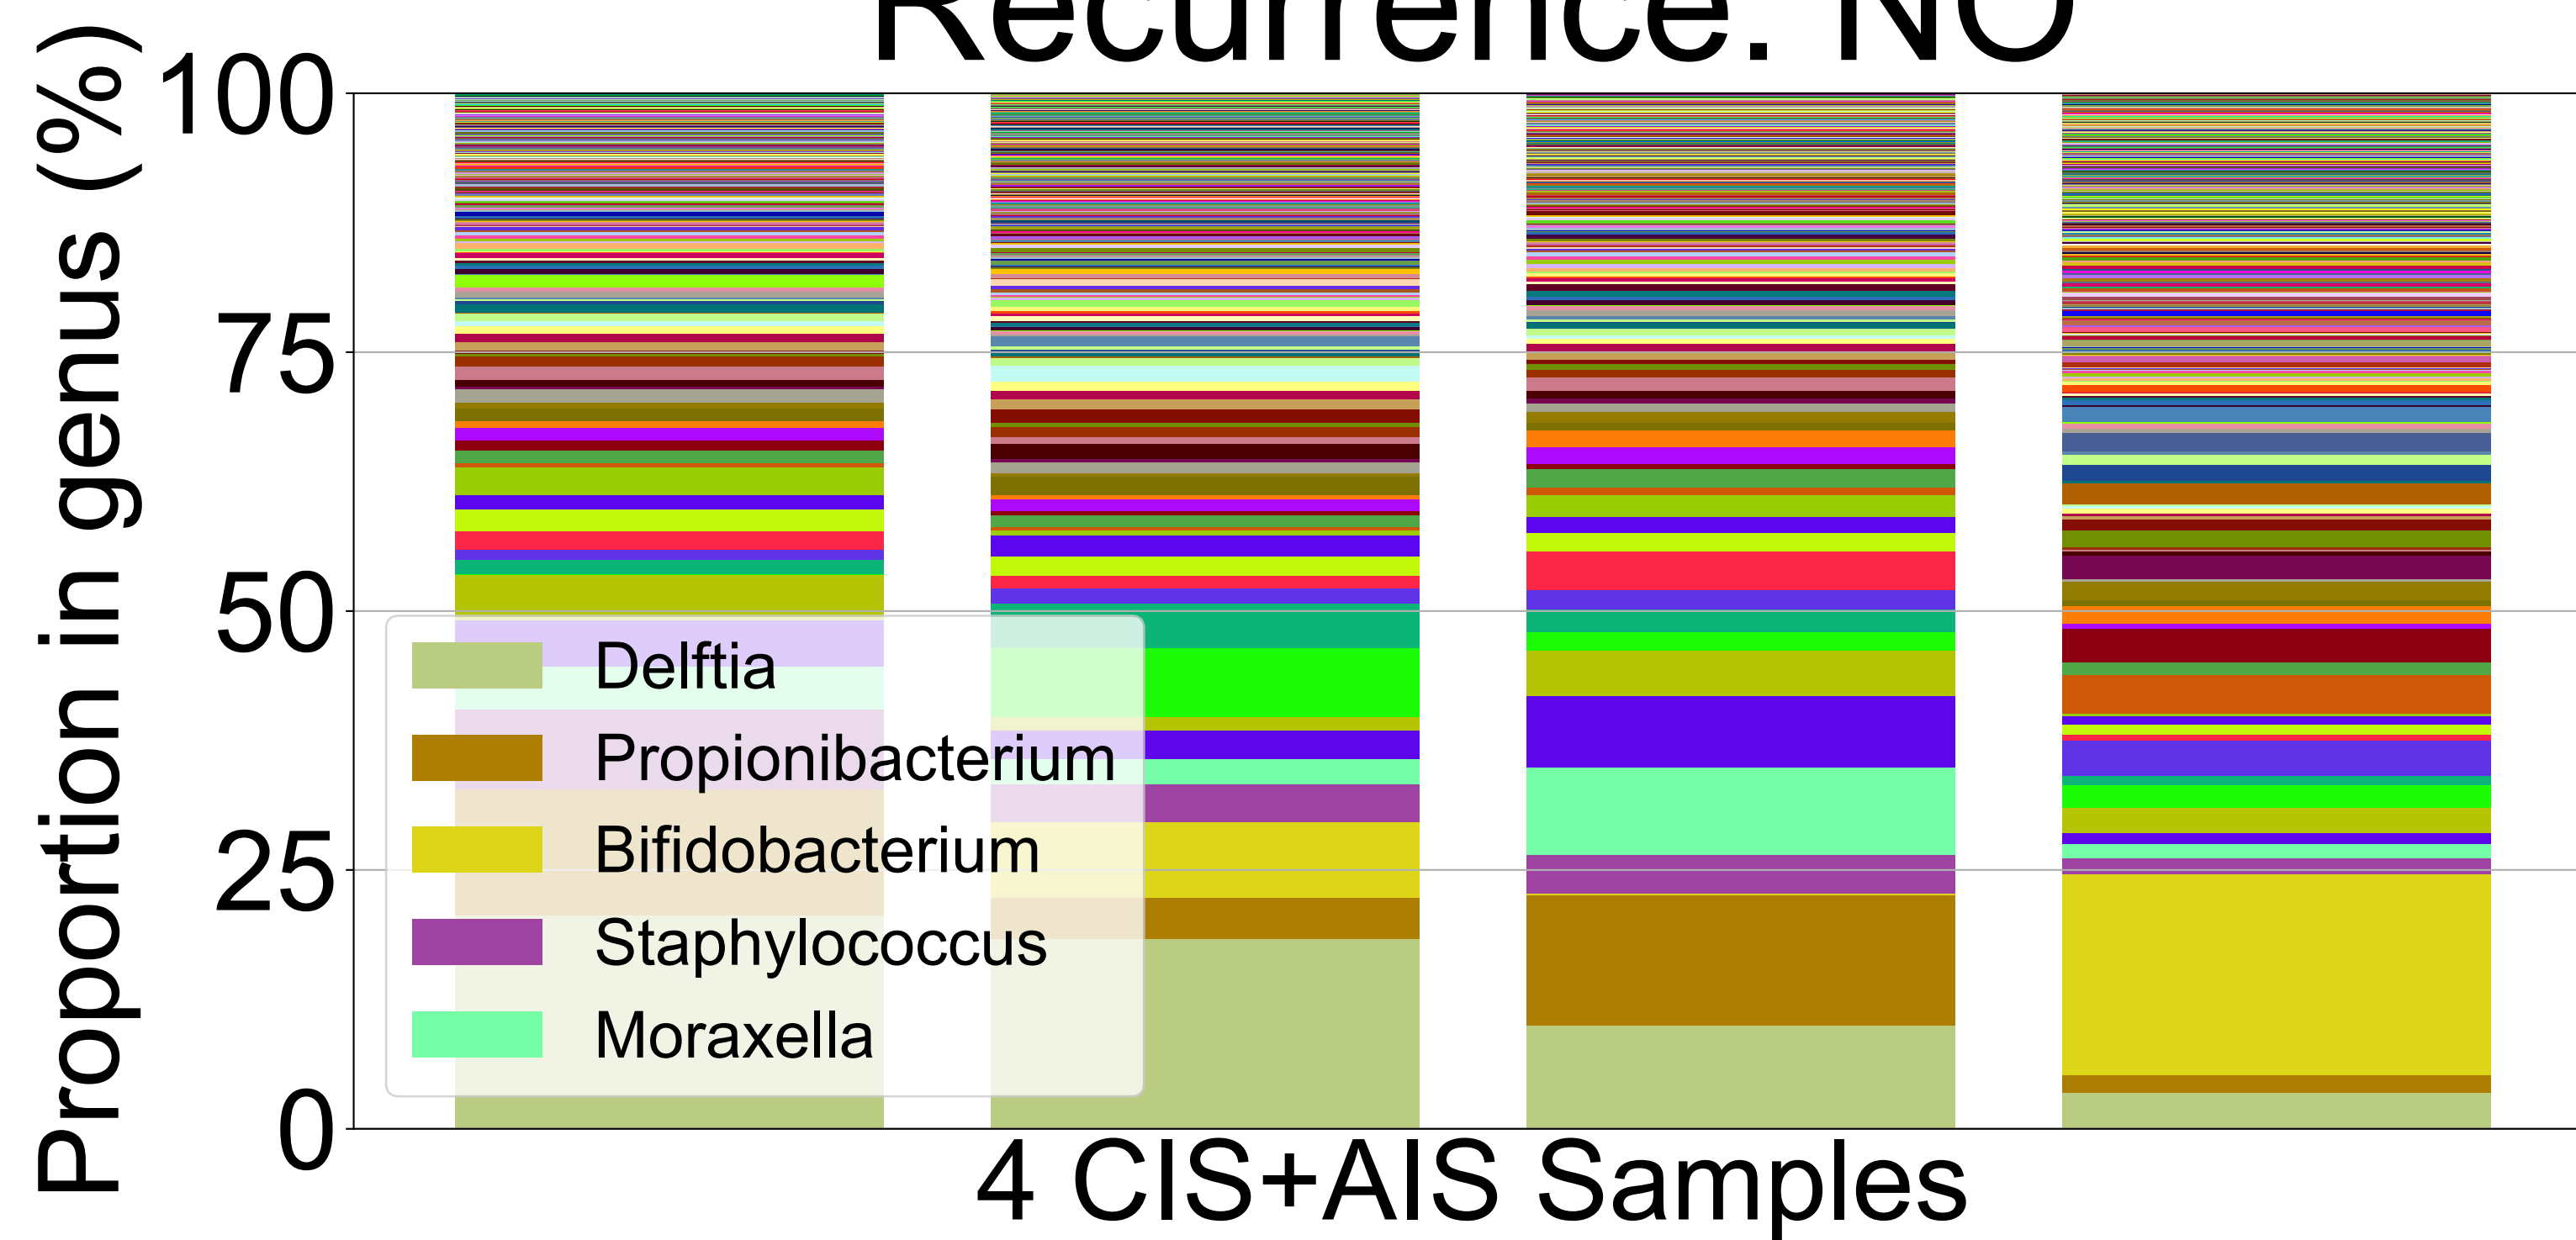 Recurrence: NO
Proportion in genus (%)
100
75
50
25
0
Delftia
Propionibacterium
Bifidobacterium
Staphylococcus
Moraxella
4 CIS+AIS Samples